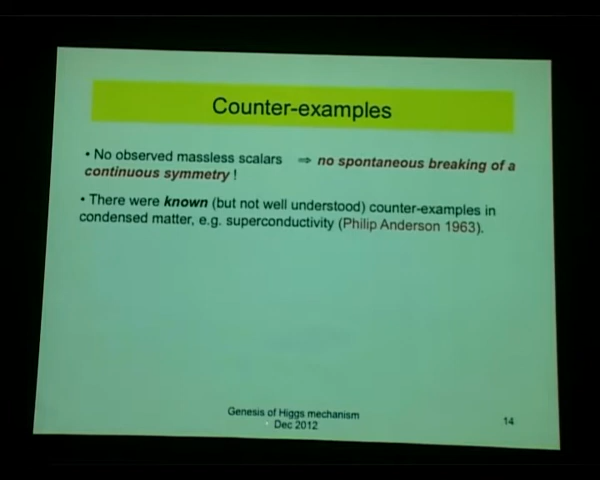 Counter-examples
• No observed massless scalars ⇒ no spontaneous breaking of a
continuous symmetry !
• There were known (but not well understood) counter-examples in
condensed matter, e.g. superconductivity (Philip Anderson 1963).
Genesis of Higgs mechanism
Dec 2012
14